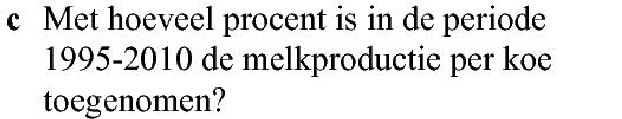 c Met hoeveel procent is in de periode
1995-2010 de melkproductie per koe
toegenomen?